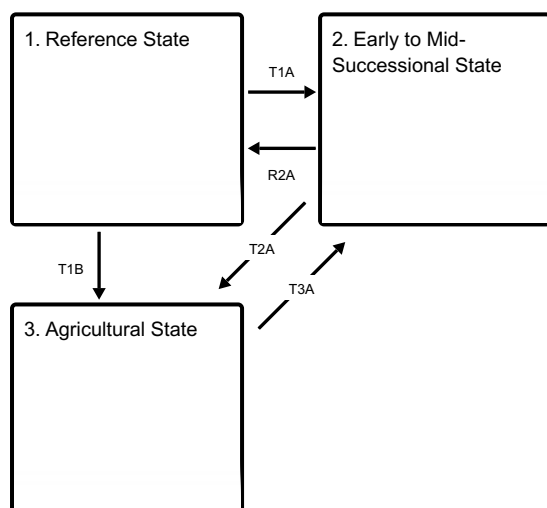 1. Reference State
2. Early to Mid-
Successional State
T1A
R2A
T1B
T2A
T3A
3. Agricultural State